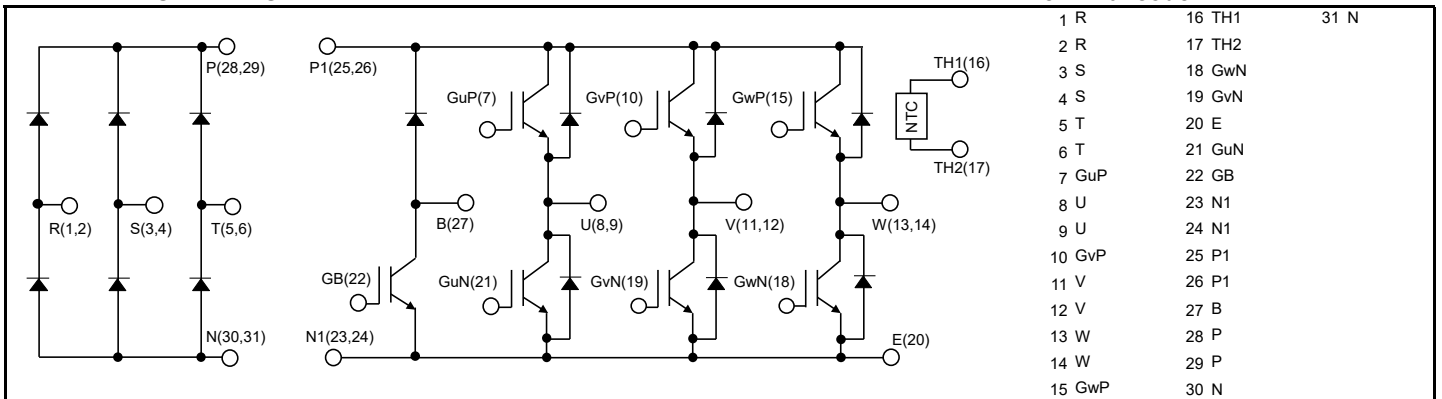 P(28,29)
R(1,2)
S(3,4)
T(5,6)
N(30,31)
P1(25,26)
GuP(7)
GvP(10)
GwP(15)
TH1(16)
NTC
TH2(17)
B(27)
U(8,9)
V(11,12)
W(13,14)
GB(22)
GuN(21)
GvN(19)
GwN(18)
N1(23,24)
E(20)
1 R
2 R
3 S
4 S
5 T
6 T
7 GuP
8 U
9 U
10 GvP
11 V
12 V
13 W
14 W
15 GwP
16 TH1
17 TH2
18 GwN
19 GvN
20 E
21 GuN
22 GB
23 N1
24 N1
25 P1
26 P1
27 B
28 P
29 P
30 N
31 N